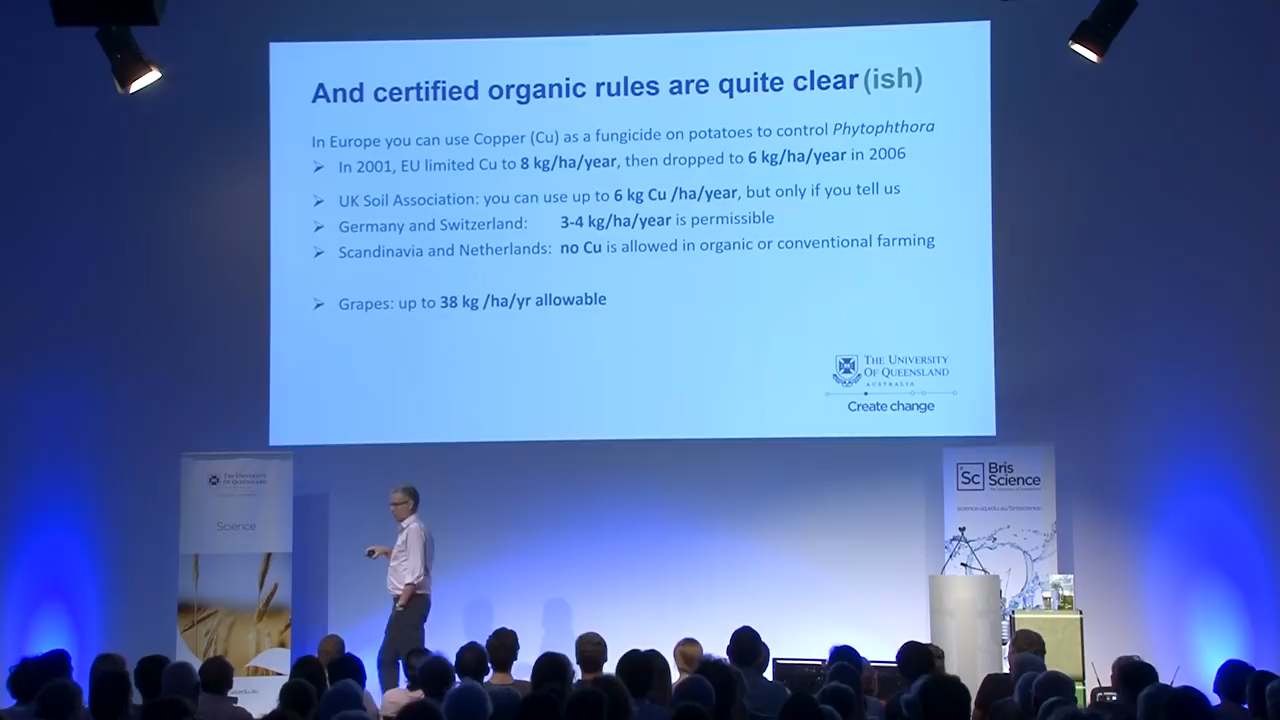 And certified organic rules are quite clear (ish)
In Europe you can use Copper (Cu) as a fungicide on potatoes to control Phytophthora
➢ In 2001, EU limited Cu to 8 kg/ha/year, then dropped to 6 kg/ha/year in 2006
➢ UK Soil Association: you can use up to 6 kg Cu /ha/year, but only if you tell us
➢ Germany and Switzerland: 3-4 kg/ha/year is permissible
➢ Scandinavia and Netherlands: no Cu is allowed in organic or conventional farming
➢ Grapes: up to 38 kg /ha/yr allowable
THE UNIVERSITY
OF QUEENSLAND
AUSTRALIA
Create change
THE UNIVERSITY
OF QUEENSLAND
Science
Sc
Bris
Science